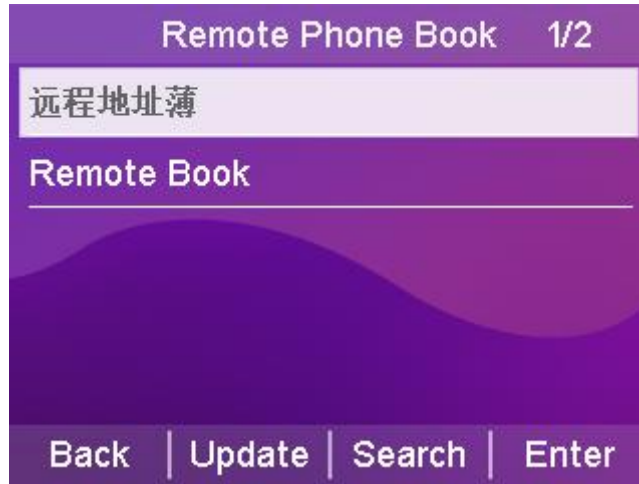 Remote Phone Book 1/2
远程地址薄
Remote Book
Back Update Search Enter